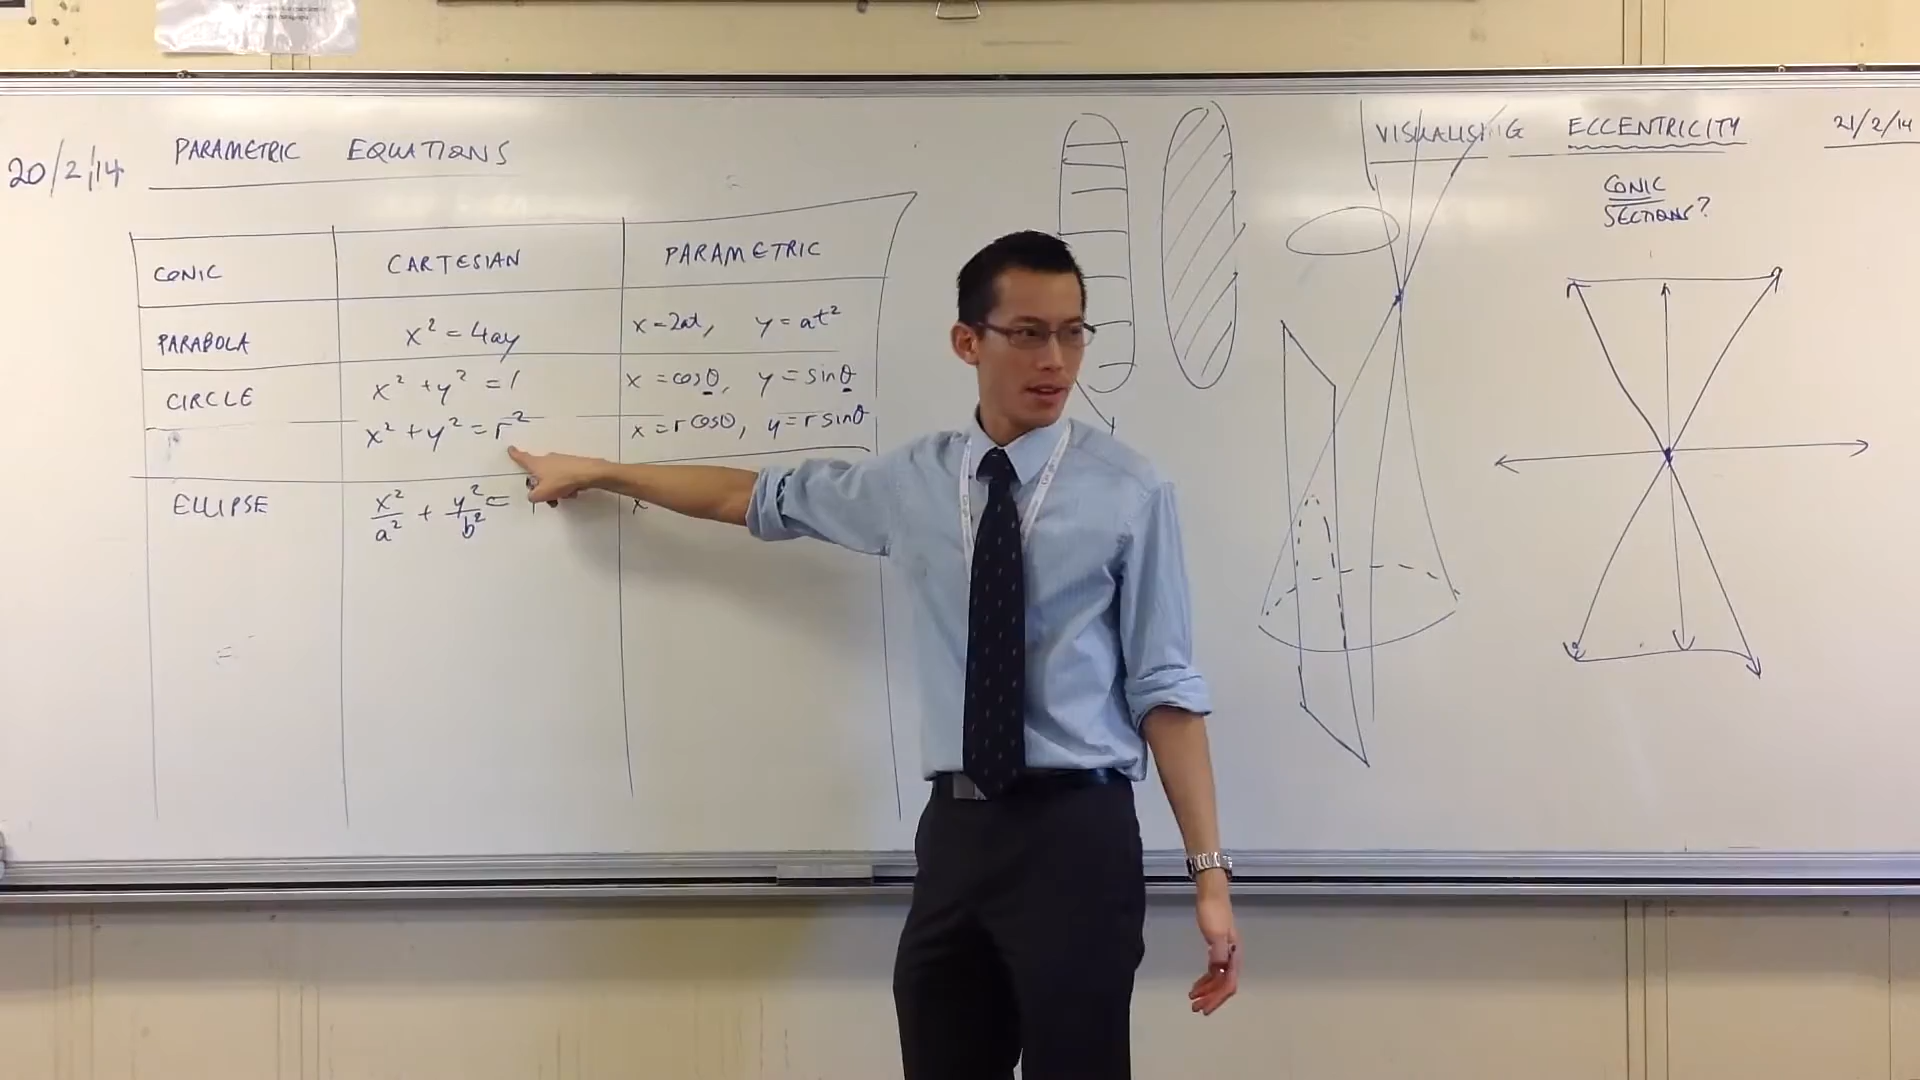 20/2/14
PARAMETRIC EQUATIONS
CONIC CARTESIAN PARAMETRIC
PARABOLA x² = 4ay x = 2at, y = at²
CIRCLE x² + y² = 1 x = cosθ, y = sinθ
x² + y² = r² x = r cosθ, y = r sinθ
ELLIPSE x²/a² + y²/b² = 1 x
=
VISUALISING ECCENTRICITY 21/2/14
CONIC
SECTIONS?